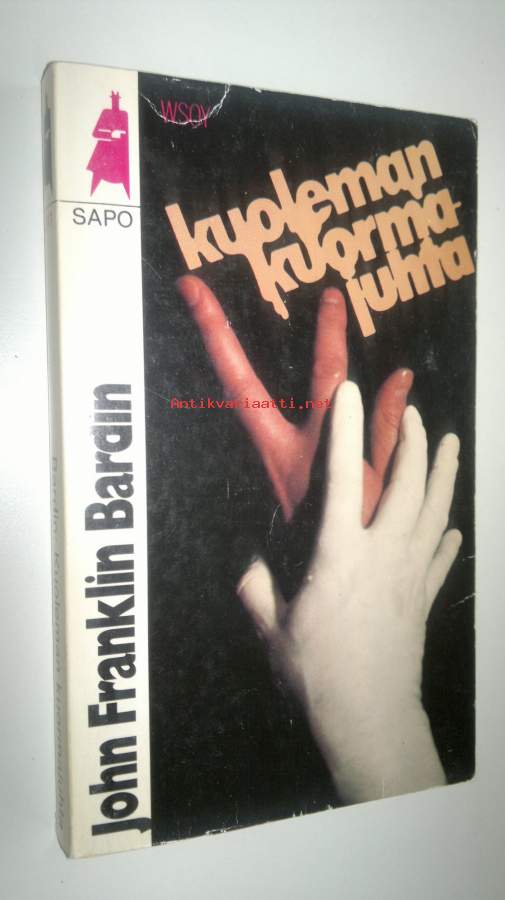 WSOY
SAPO
kuoleman
kuorma-
juhta
Antikvariaatti.net
John Franklin Bardin
Bardin Kuoleman kuormajuhta